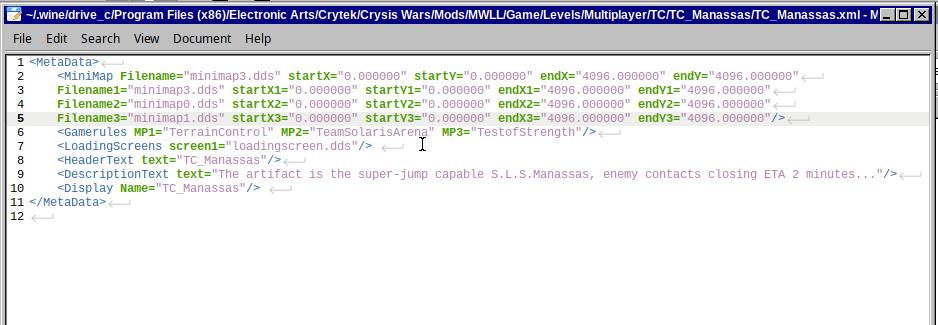 ~/.wine/drive_c/Program Files (x86)/Electronic Arts/Crytek/Crysis Wars/Mods/MWLL/Game/Levels/Multiplayer/TC/TC_Manassas/TC_Manassas.xml - M
File Edit Search View Document Help
1 <MetaData>
2 <MiniMap Filename="minimap3.dds" startX="0.000000" startY="0.000000" endX="4096.000000" endY="4096.000000"
3 Filename1="minimap3.dds" startX1="0.000000" startY1="0.000000" endX1="4096.000000" endY1="4096.000000"
4 Filename2="minimap0.dds" startX2="0.000000" startY2="0.000000" endX2="4096.000000" endY2="4096.000000"
5 Filename3="minimap1.dds" startX3="0.000000" startY3="0.000000" endX3="4096.000000" endY3="4096.000000"/>
6 <Gamerules MP1="TerrainControl" MP2="TeamSolarisArena" MP3="TestofStrength"/>
7 <LoadingScreens screen1="loadingscreen.dds"/>
8 <HeaderText text="TC_Manassas"/>
9 <DescriptionText text="The artifact is the super-jump capable S.L.S.Manassas, enemy contacts closing ETA 2 minutes..."/>
10 <Display Name="TC_Manassas"/>
11 </MetaData>
12